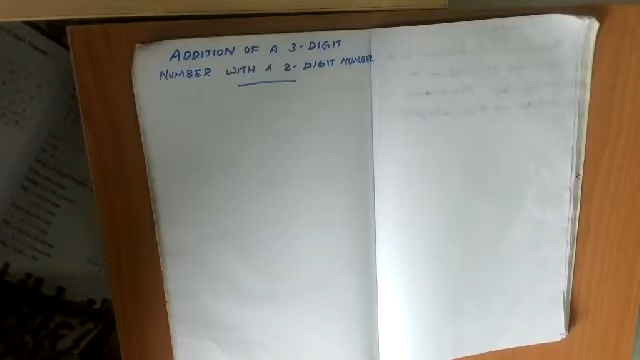 ADDITION OF A 3-DIGIT
NUMBER WITH A 2-DIGIT NUMBER